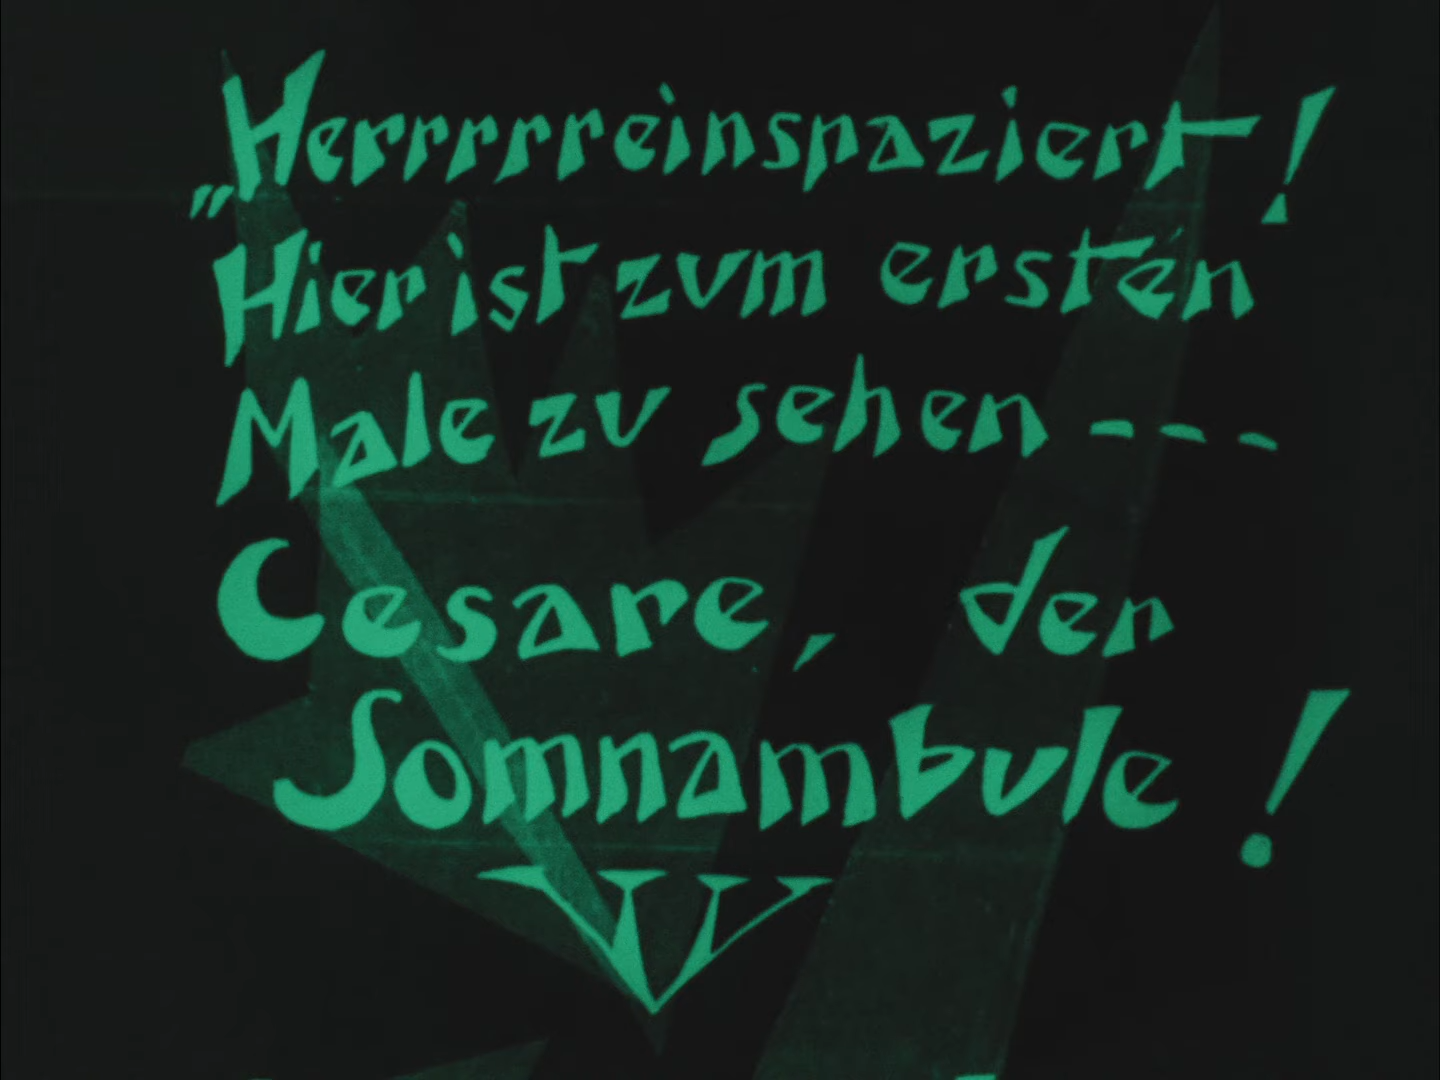 „Herrrrreinspaziert!
Hier ist zum ersten
Male zu sehen ---
Cesare, der
Somnambule!